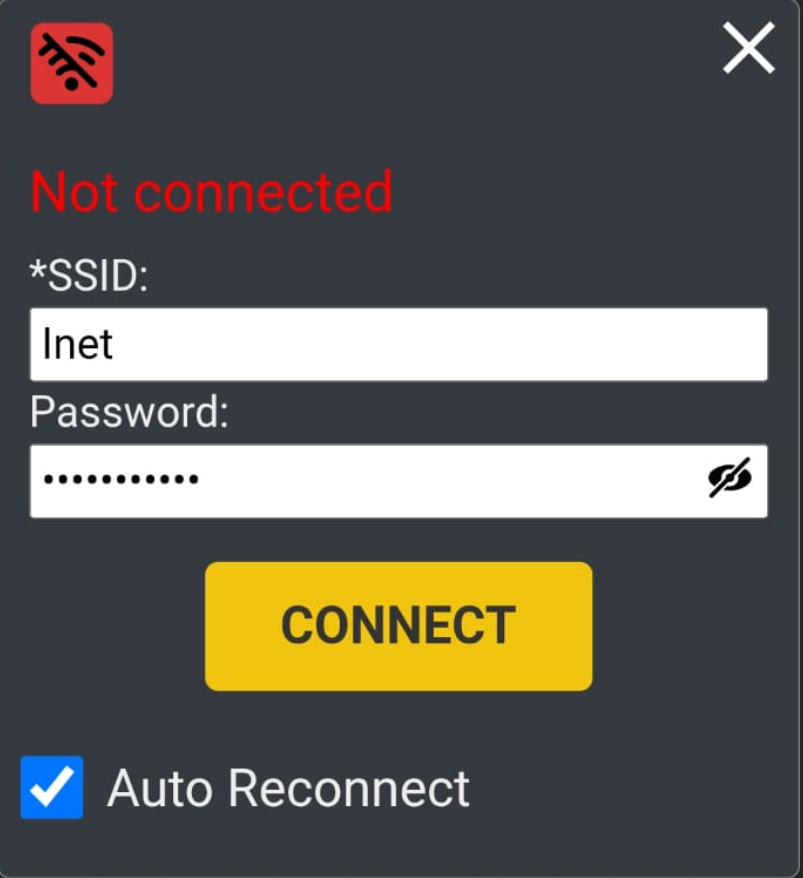 Not connected
*SSID:
Inet
Password:
•••••••••••
CONNECT
Auto Reconnect